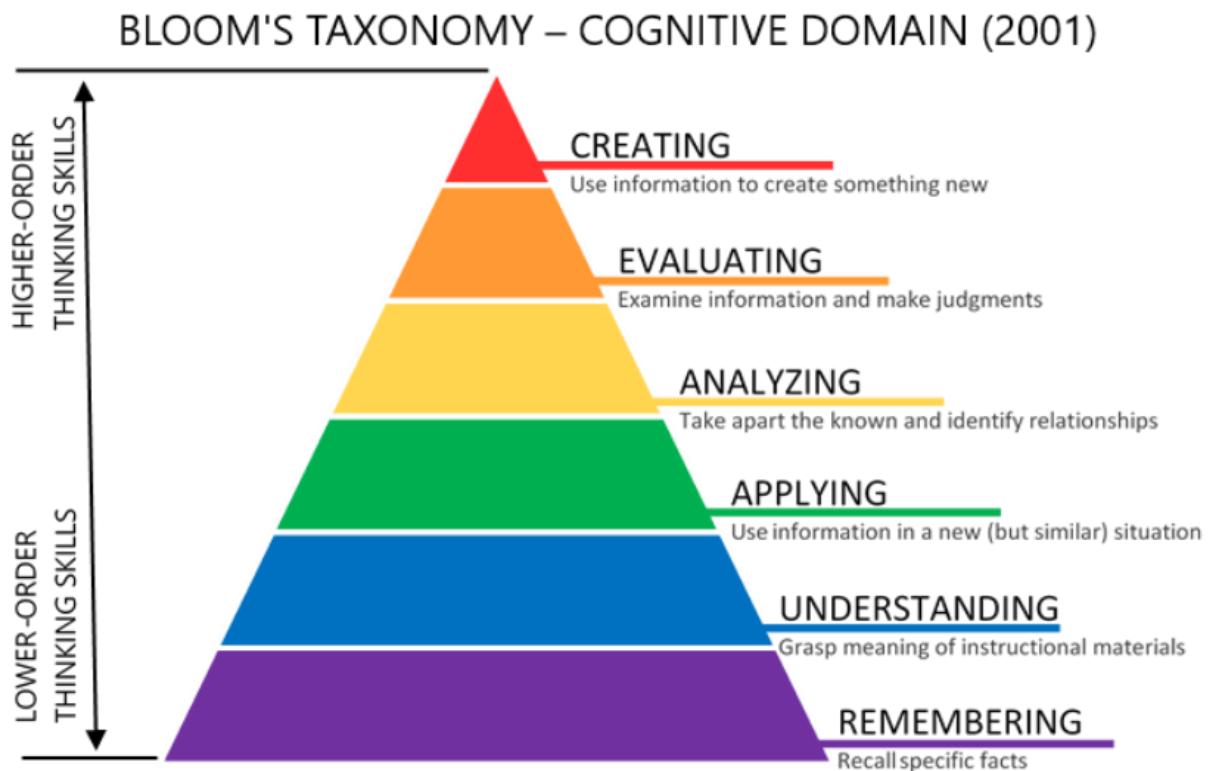 BLOOM'S TAXONOMY – COGNITIVE DOMAIN (2001)
HIGHER-ORDER
THINKING SKILLS
LOWER-ORDER
THINKING SKILLS
CREATING
Use information to create something new
EVALUATING
Examine information and make judgments
ANALYZING
Take apart the known and identify relationships
APPLYING
Use information in a new (but similar) situation
UNDERSTANDING
Grasp meaning of instructional materials
REMEMBERING
Recall specific facts